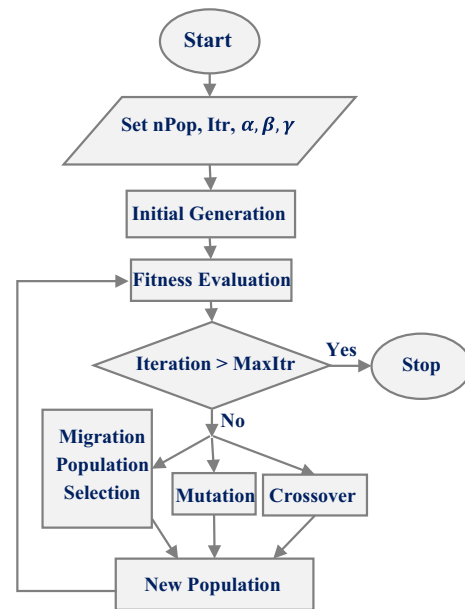 Start
Set nPop, Itr, α, β, γ
Initial Generation
Fitness Evaluation
Iteration > MaxItr
Yes
Stop
No
Migration
Population
Selection
Mutation
Crossover
New Population